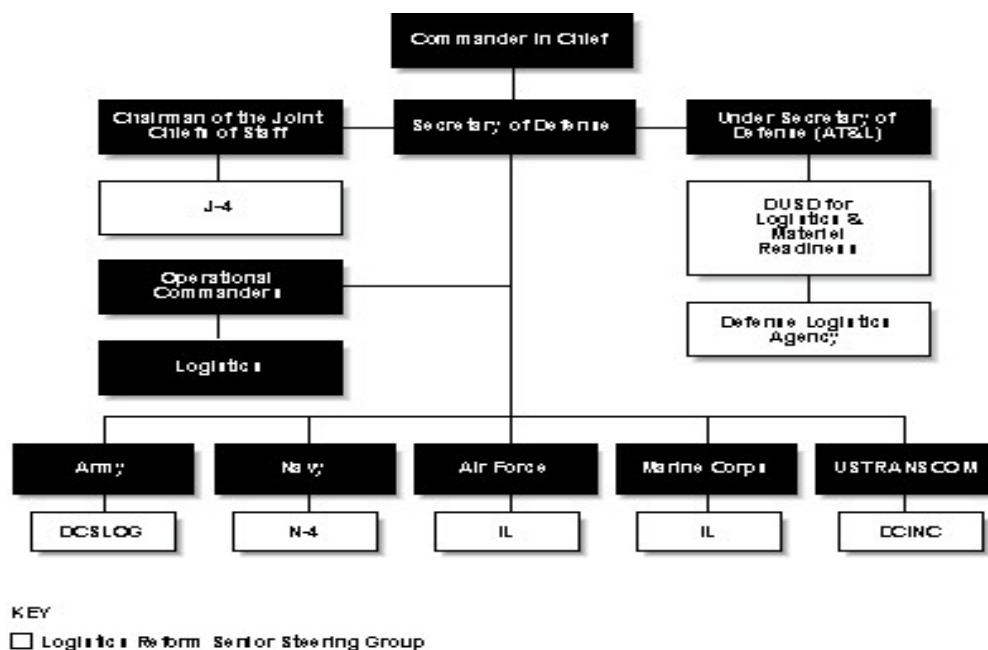 Commander in Chief
Chairman of the Joint
Chiefs of Staff
Secretary of Defense
Under Secretary of
Defense (AT&L)
J-4
DUSD for
Logistics &
Materiel
Readiness
Operational
Commanders
Defense Logistics
Agency
Logistics
Army
Navy
Air Force
Marine Corps
USTRANSCOM
DCSLOG
N-4
IL
IL
DCINC
KEY
Logistics Reform Senior Steering Group